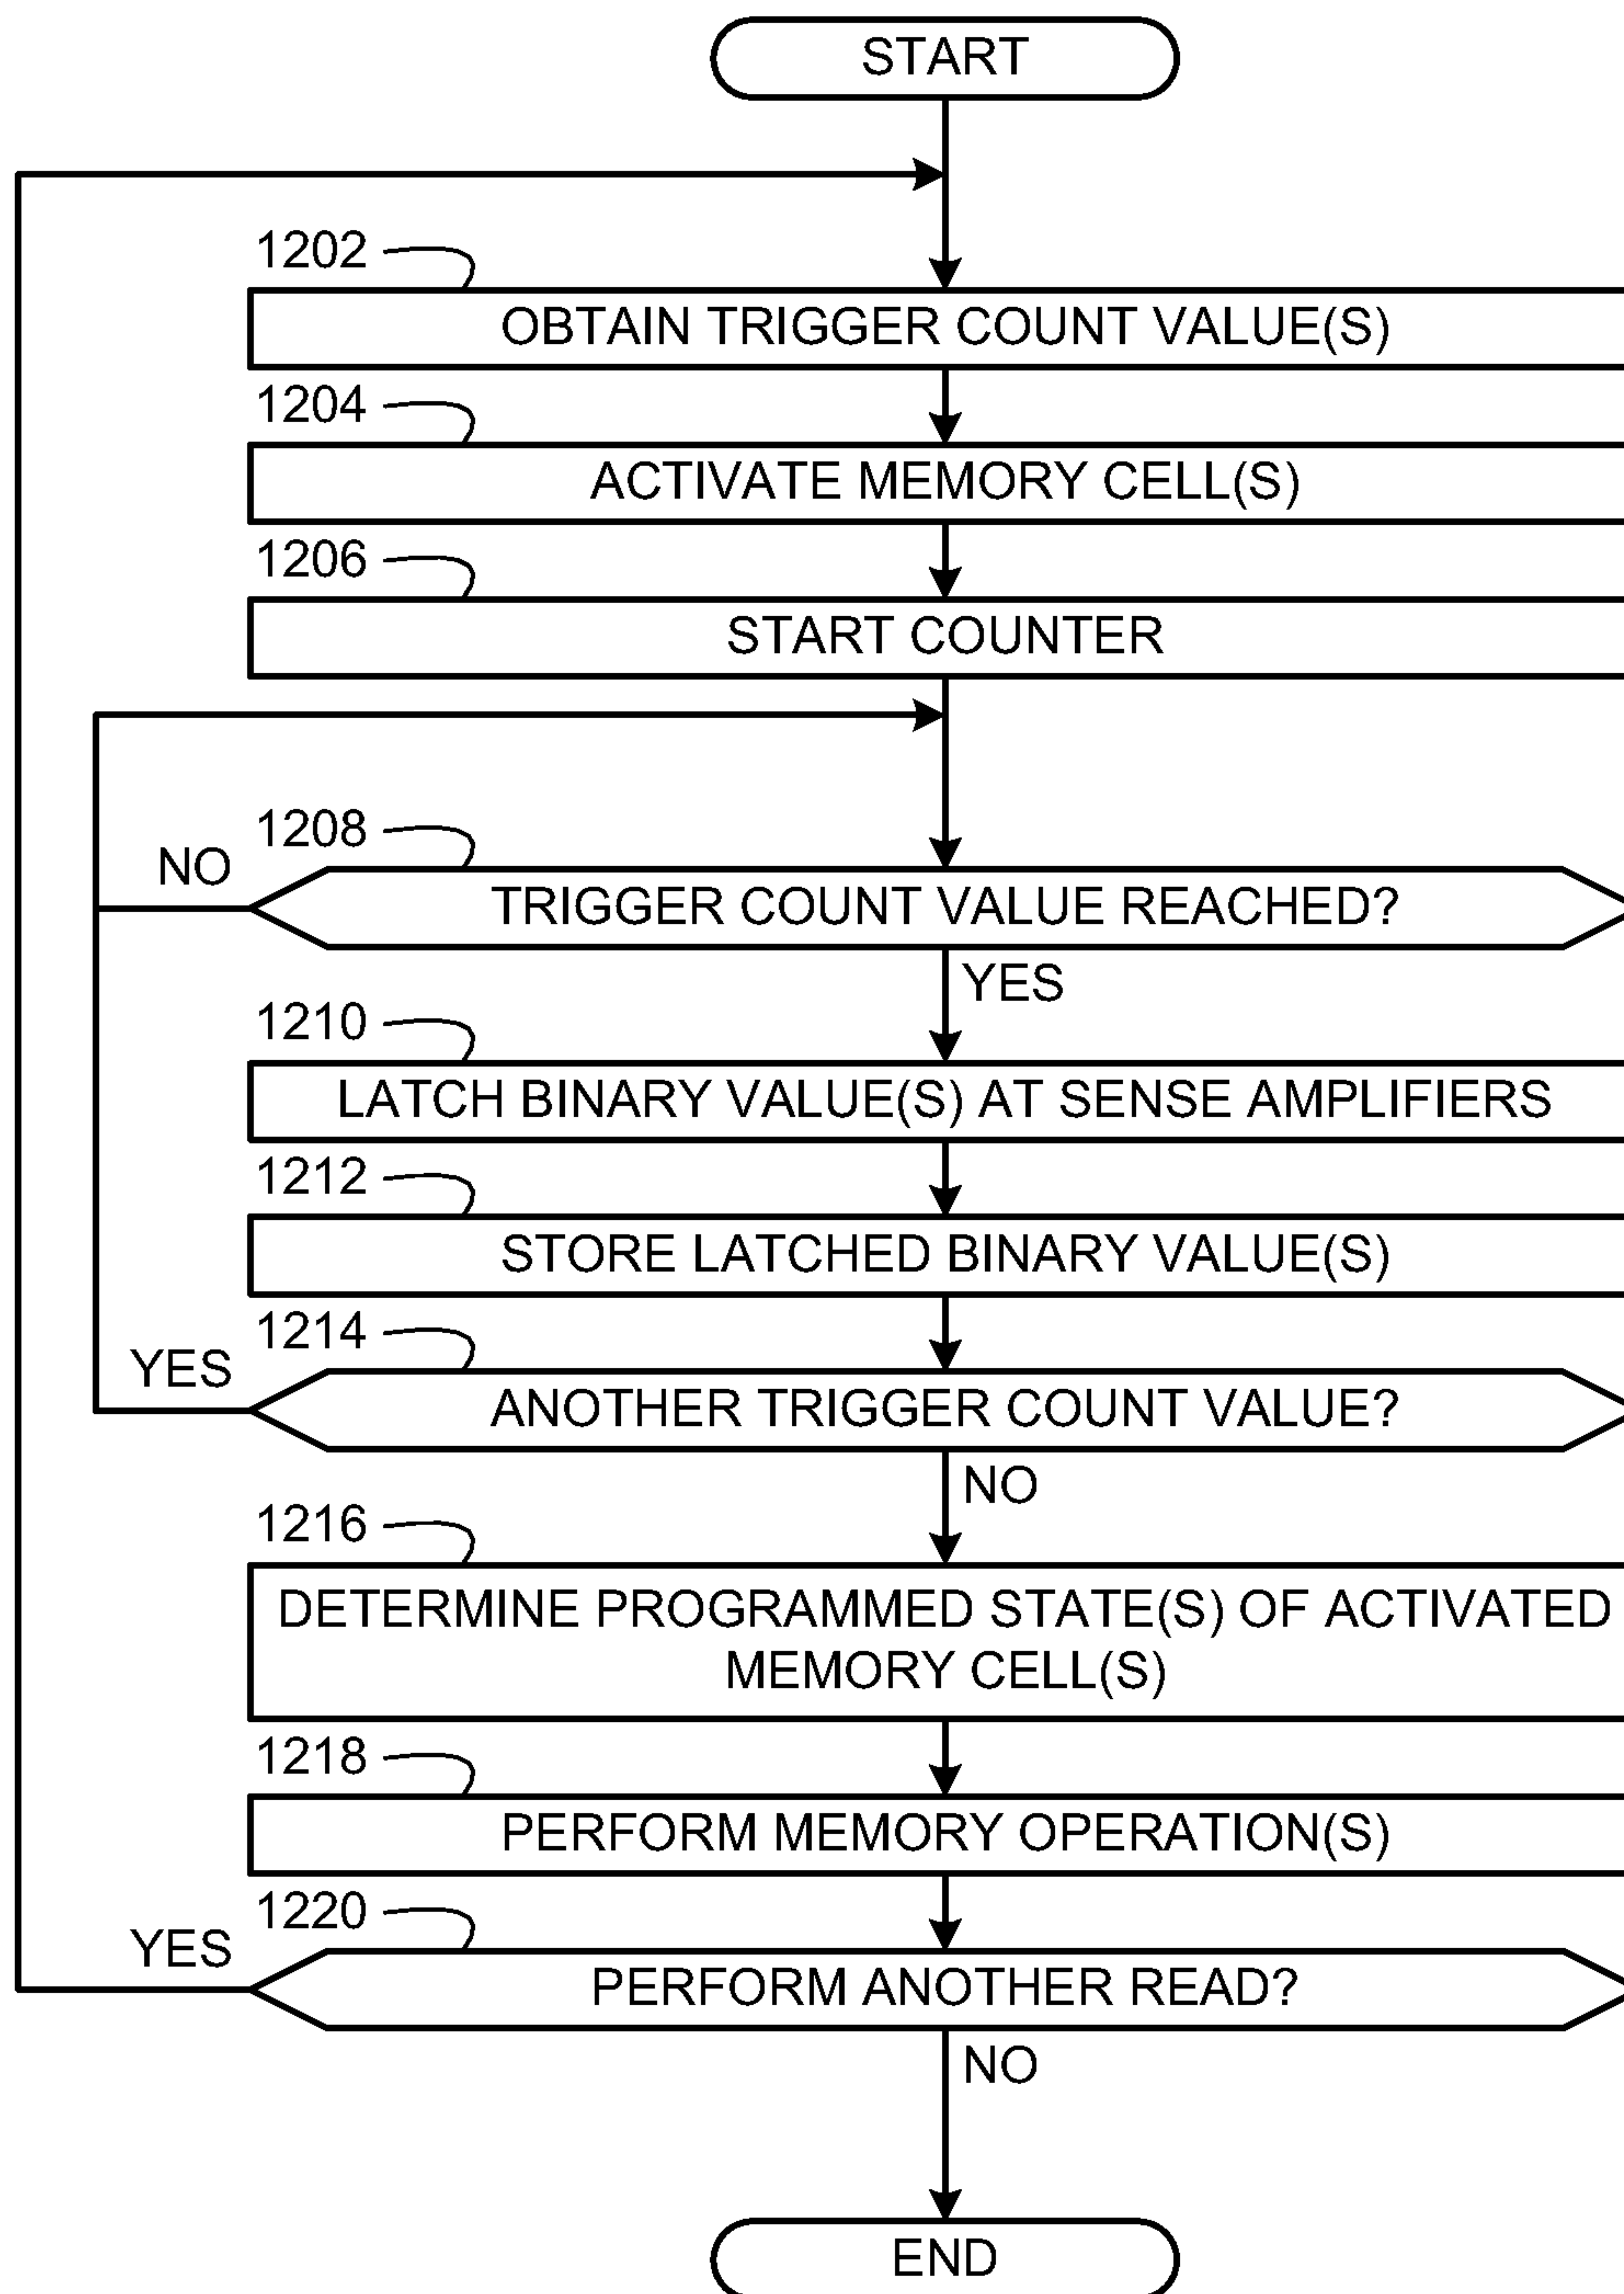 START
1202
OBTAIN TRIGGER COUNT VALUE(S)
1204
ACTIVATE MEMORY CELL(S)
1206
START COUNTER
1208
NO
TRIGGER COUNT VALUE REACHED?
YES
1210
LATCH BINARY VALUE(S) AT SENSE AMPLIFIERS
1212
STORE LATCHED BINARY VALUE(S)
1214
YES
ANOTHER TRIGGER COUNT VALUE?
NO
1216
DETERMINE PROGRAMMED STATE(S) OF ACTIVATED
MEMORY CELL(S)
1218
PERFORM MEMORY OPERATION(S)
1220
YES
PERFORM ANOTHER READ?
NO
END